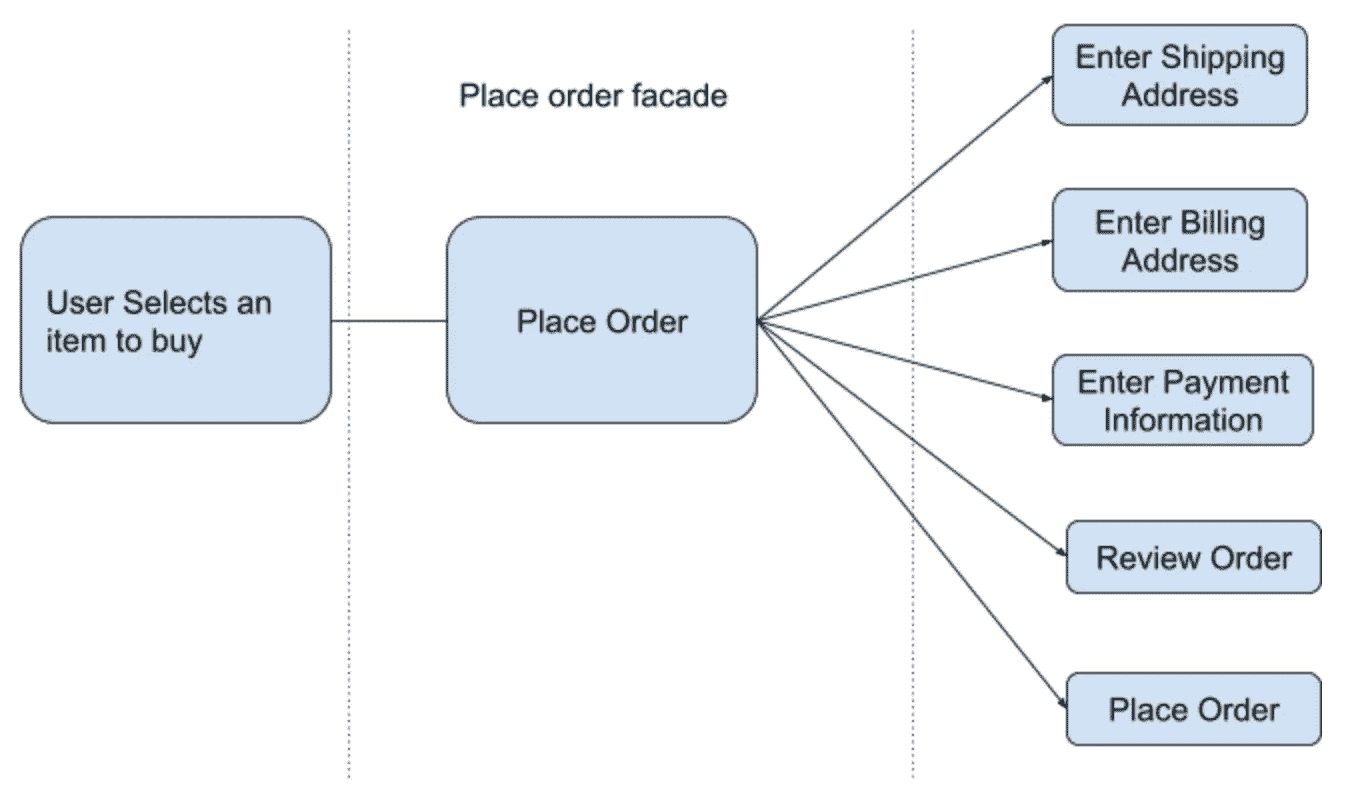 Place order facade
User Selects an
item to buy
Place Order
Enter Shipping
Address
Enter Billing
Address
Enter Payment
Information
Review Order
Place Order